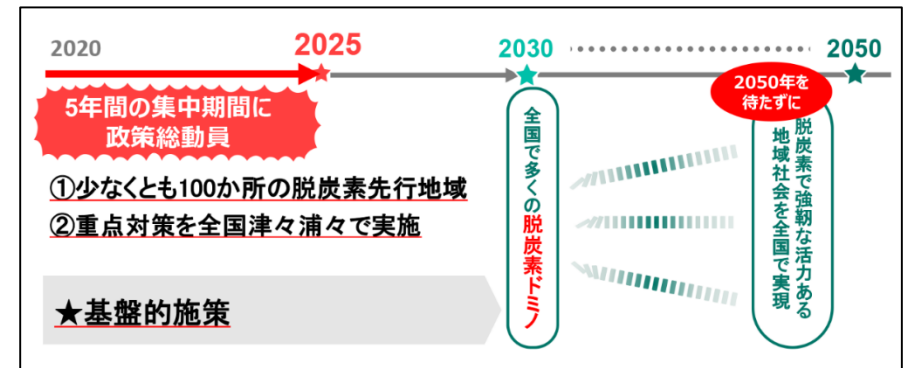 2020
2025
2030
2050
5年間の集中期間に
政策総動員
①少なくとも100か所の脱炭素先行地域
②重点対策を全国津々浦々で実施
★基盤的施策
全国で多くの脱炭素ドミノ
2050年を
待たずに
脱炭素で強靭な活力ある
地域社会を全国で実現